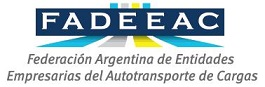 FADEEAC
Federación Argentina de Entidades
Empresarias del Autotransporte de Cargas